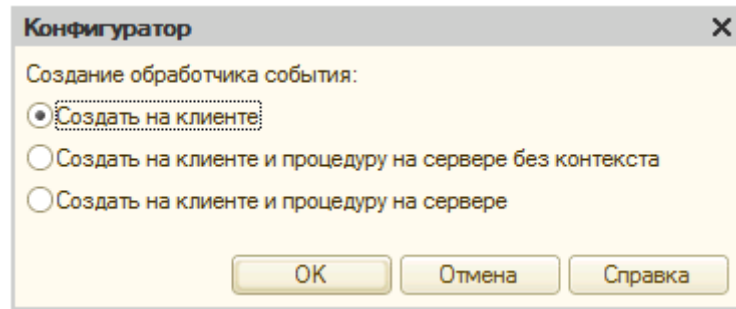 Конфигуратор
Создание обработчика события:
Создать на клиенте
Создать на клиенте и процедуру на сервере без контекста
Создать на клиенте и процедуру на сервере
ОК Отмена Справка